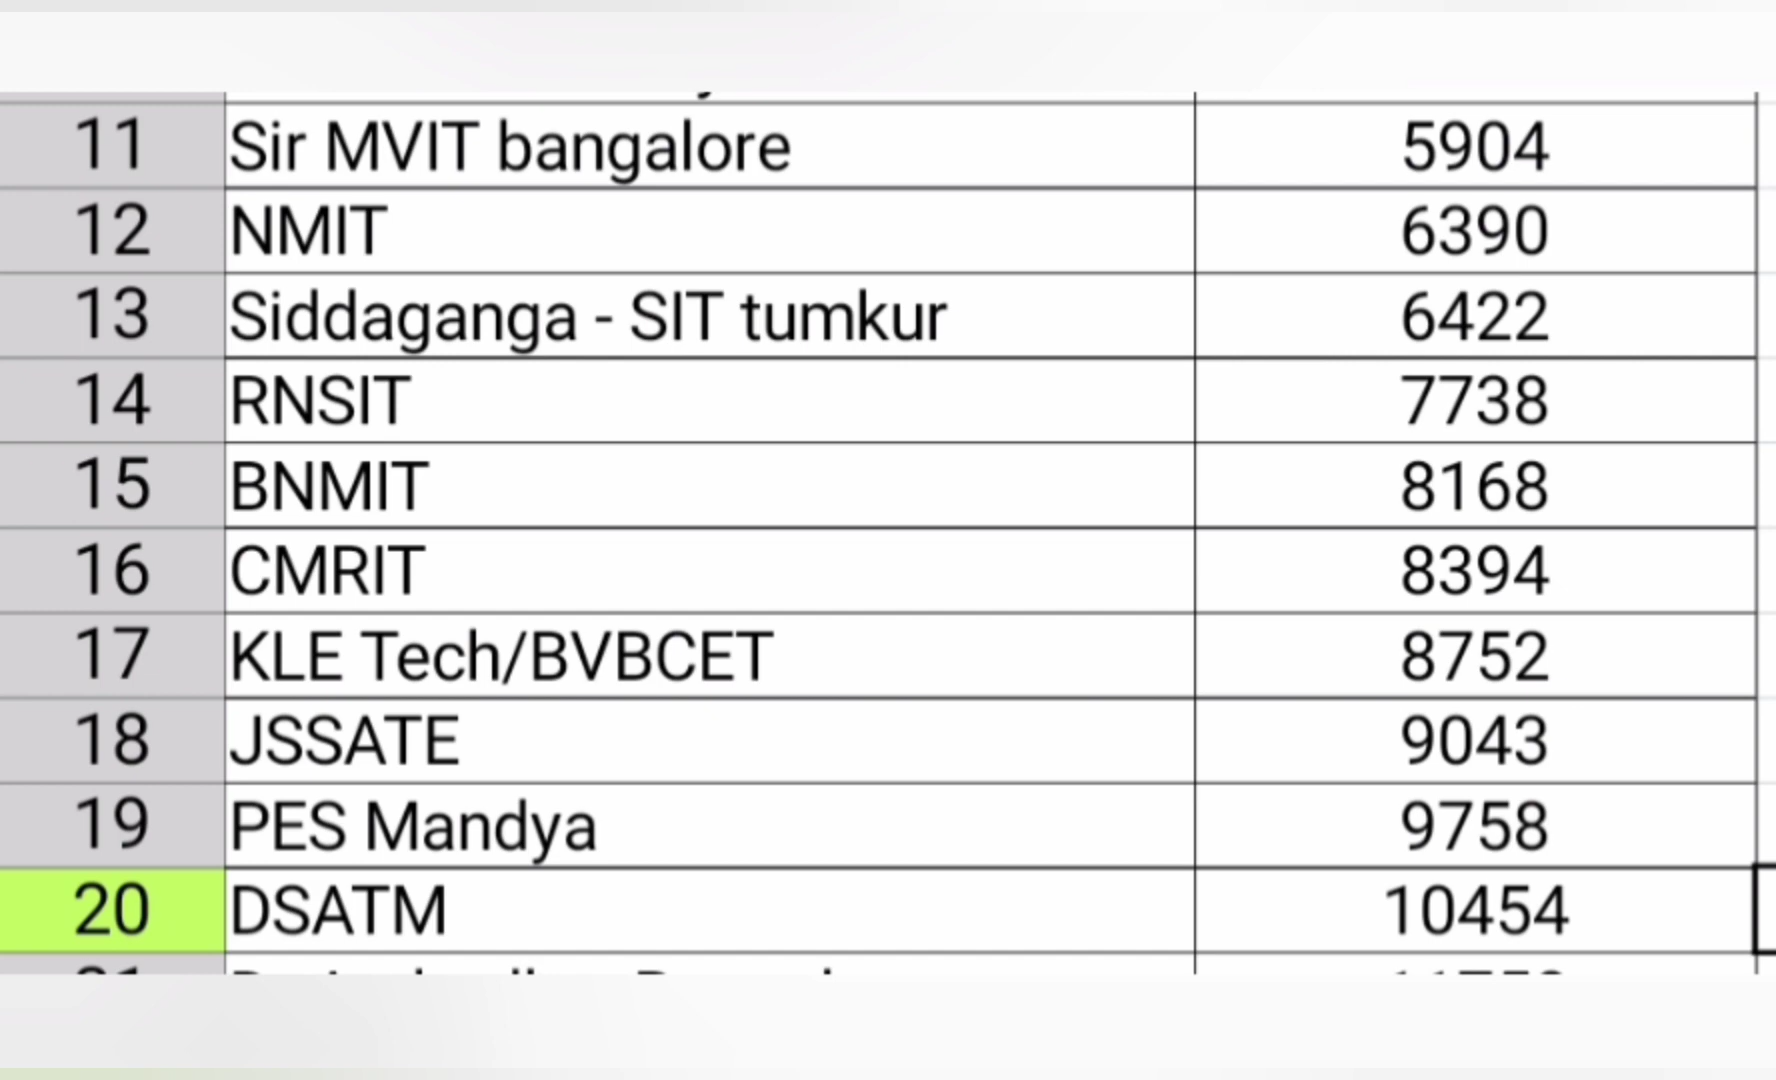 11 Sir MVIT bangalore 5904
12 NMIT 6390
13 Siddaganga - SIT tumkur 6422
14 RNSIT 7738
15 BNMIT 8168
16 CMRIT 8394
17 KLE Tech/BVBCET 8752
18 JSSATE 9043
19 PES Mandya 9758
20 DSATM 10454